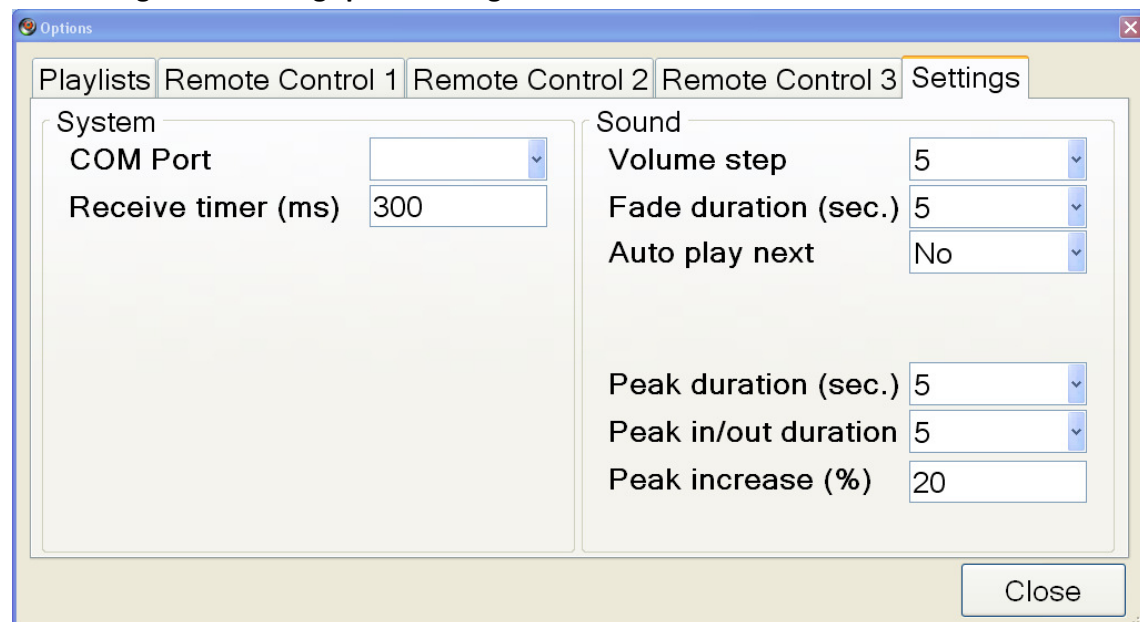 Options
Playlists Remote Control 1 Remote Control 2 Remote Control 3 Settings
System
COM Port
Receive timer (ms) 300
Sound
Volume step 5
Fade duration (sec.) 5
Auto play next No
Peak duration (sec.) 5
Peak in/out duration 5
Peak increase (%) 20
Close